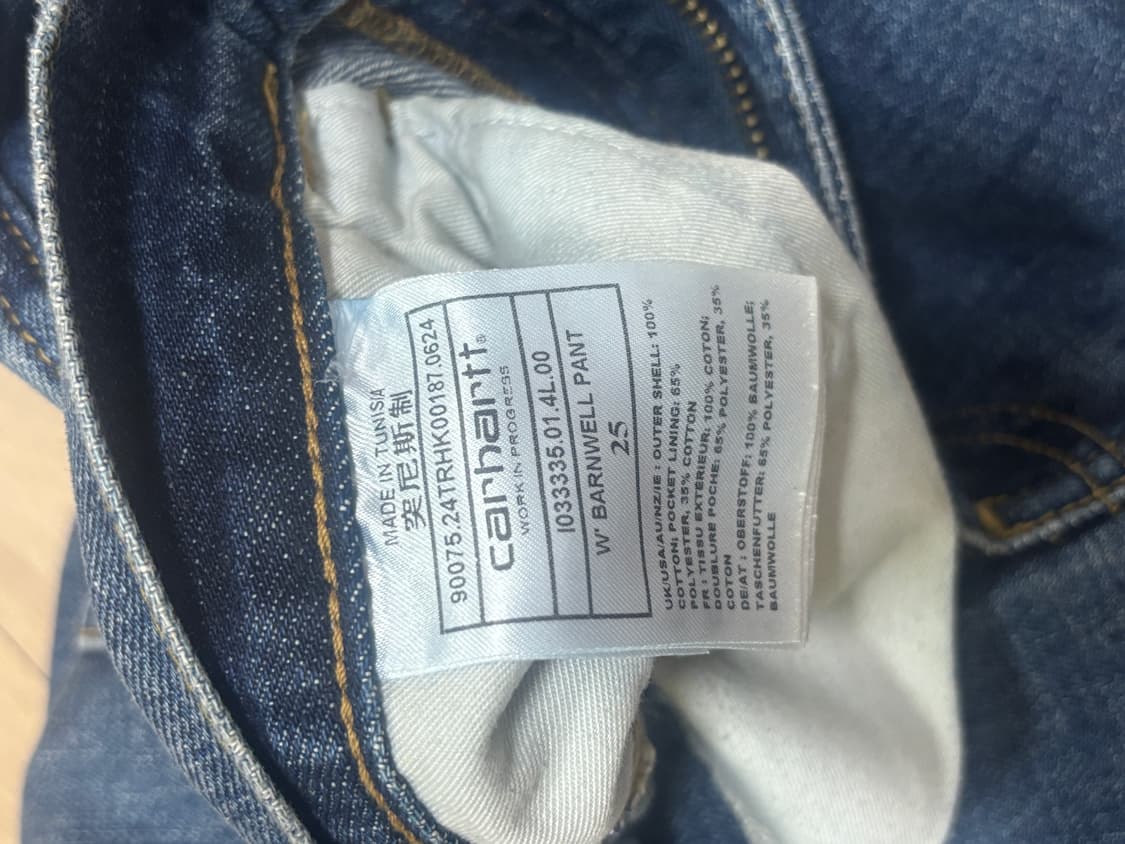 MADE IN TUNISIA
突尼斯制
90075.24TRHK00187.0624
carhartt®
WORK IN PROGRESS
I033335.01.4L.00
W' BARNWELL PANT
25
UK/USA/AU/NZ/IE : OUTER SHELL: 100%
COTTON; POCKET LINING: 65%
POLYESTER, 35% COTTON
FR : TISSU EXTÉRIEUR: 100% COTON;
DOUBLURE POCHE: 65% POLYESTER, 35%
COTON
DE/AT : OBERSTOFF: 100% BAUMWOLLE;
TASCHENFUTTER: 65% POLYESTER, 35%
BAUMWOLLE